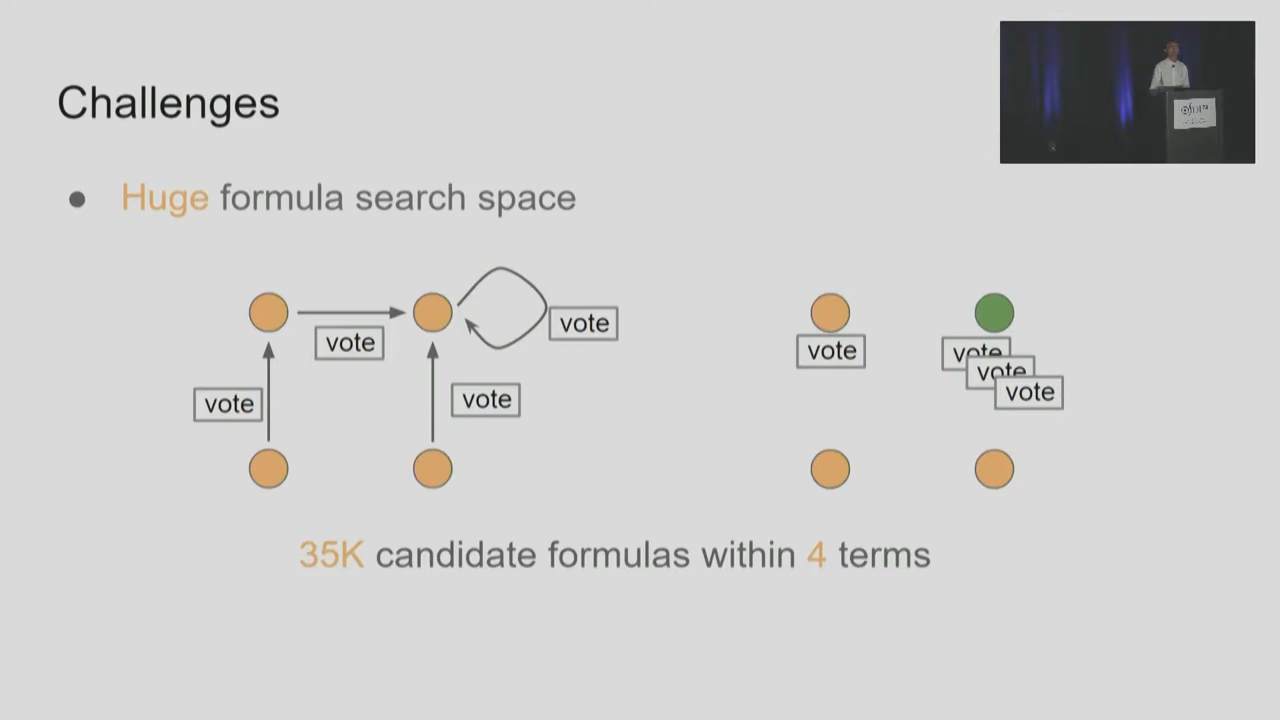 Challenges
● Huge formula search space
vote
vote
vote
vote
vote
vote
vote
vote
35K candidate formulas within 4 terms